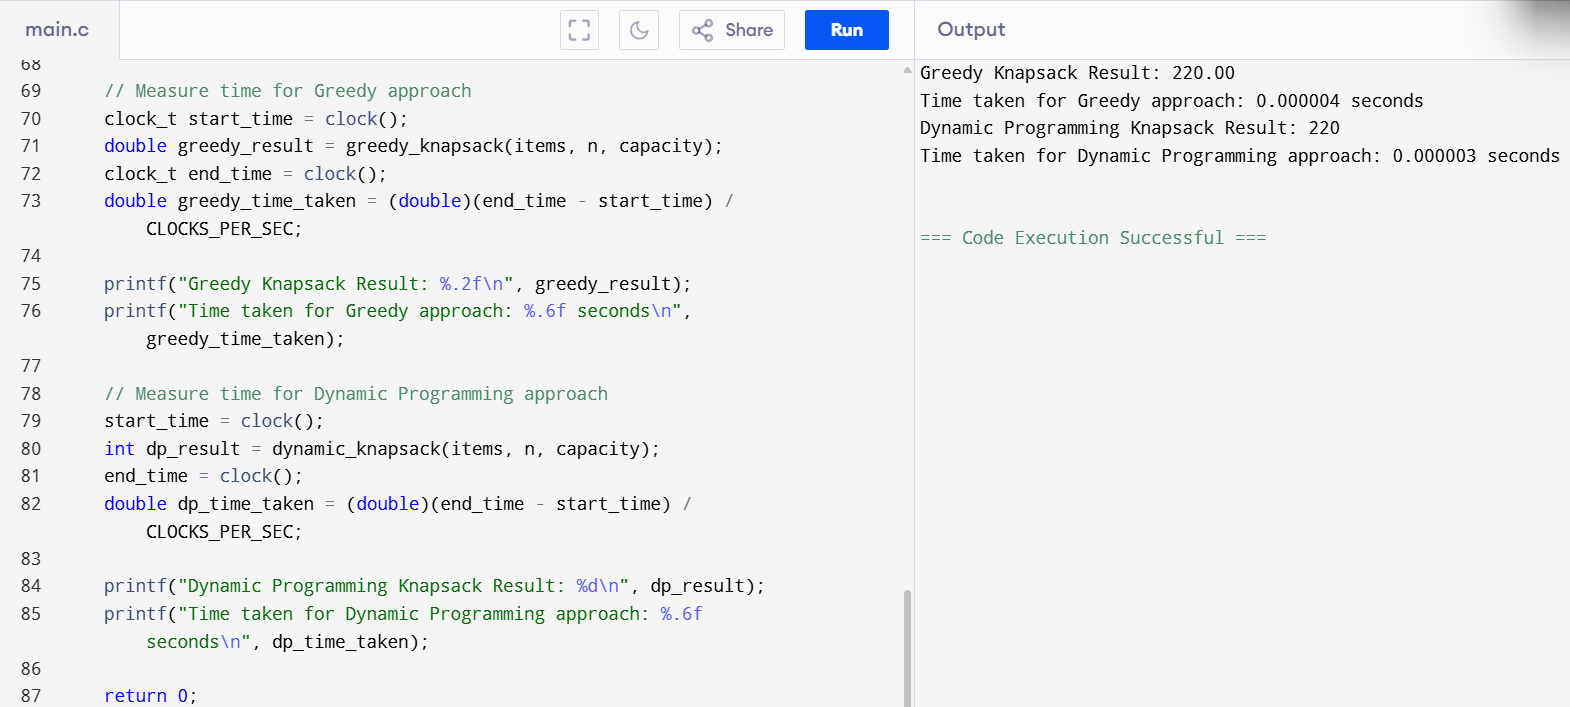 main.c
Share
Run
Output
68
69 // Measure time for Greedy approach
70 clock_t start_time = clock();
71 double greedy_result = greedy_knapsack(items, n, capacity);
72 clock_t end_time = clock();
73 double greedy_time_taken = (double)(end_time - start_time) /
CLOCKS_PER_SEC;
74
75 printf("Greedy Knapsack Result: %.2f\n", greedy_result);
76 printf("Time taken for Greedy approach: %.6f seconds\n",
greedy_time_taken);
77
78 // Measure time for Dynamic Programming approach
79 start_time = clock();
80 int dp_result = dynamic_knapsack(items, n, capacity);
81 end_time = clock();
82 double dp_time_taken = (double)(end_time - start_time) /
CLOCKS_PER_SEC;
83
84 printf("Dynamic Programming Knapsack Result: %d\n", dp_result);
85 printf("Time taken for Dynamic Programming approach: %.6f
seconds\n", dp_time_taken);
86
87 return 0;
Greedy Knapsack Result: 220.00
Time taken for Greedy approach: 0.000004 seconds
Dynamic Programming Knapsack Result: 220
Time taken for Dynamic Programming approach: 0.000003 seconds
=== Code Execution Successful ===